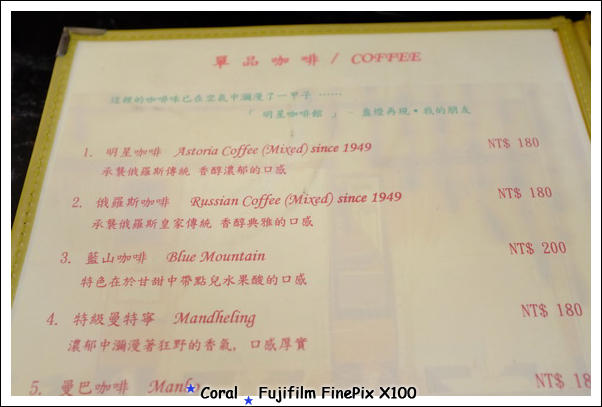 單品咖啡 / COFFEE
這裡的咖啡味已在空氣中瀰漫了一甲子 ……
「 明星咖啡館 」 - 盞燈再現・我的朋友
1. 明星咖啡 Astoria Coffee (Mixed) since 1949 NT$ 180
承襲俄羅斯傳統 香醇濃郁的口感
2. 俄羅斯咖啡 Russian Coffee (Mixed) since 1949 NT$ 180
承襲俄羅斯皇家傳統 香醇典雅的口感
3. 藍山咖啡 Blue Mountain NT$ 200
特色在於甘甜中帶點兒水果酸的口感
4. 特級曼特寧 Mandheling NT$ 180
濃郁中瀰漫著狂野的香氣, 口感厚實
5. 曼巴咖啡 NT$ 18
Coral Fujifilm FinePix X100